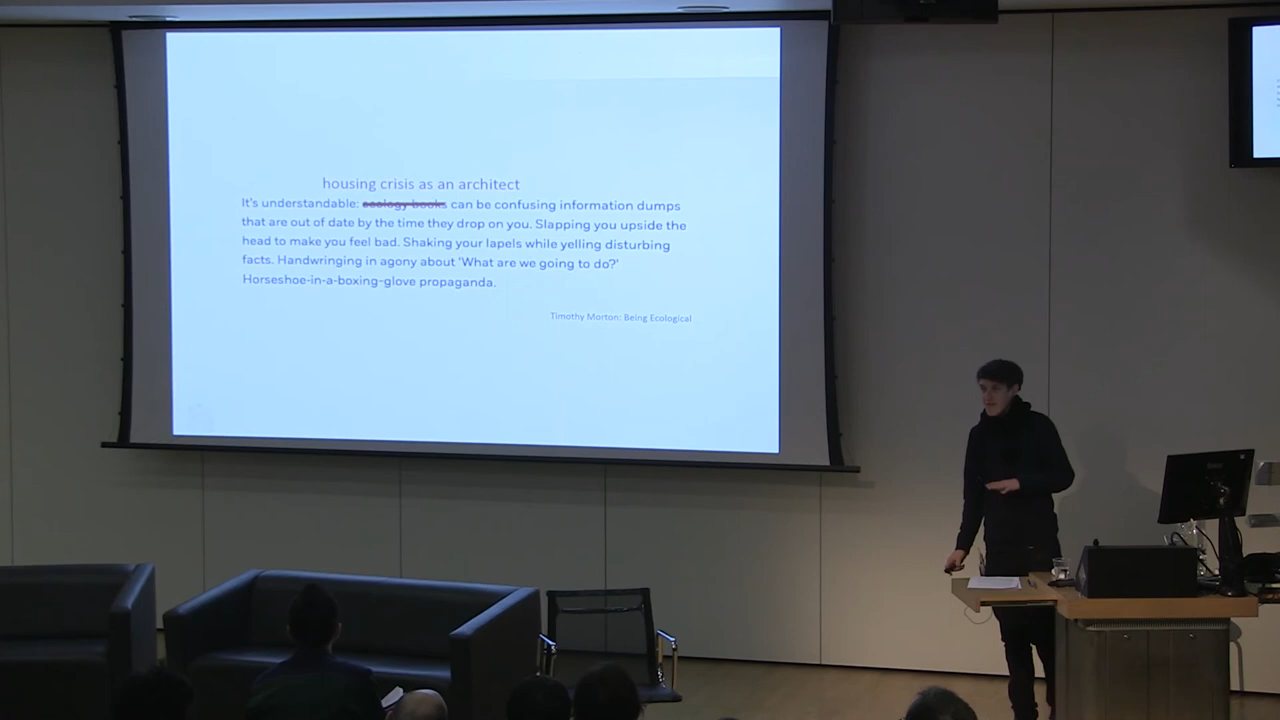 housing crisis as an architect
It's understandable: ecology books can be confusing information dumps
that are out of date by the time they drop on you. Slapping you upside the
head to make you feel bad. Shaking your lapels while yelling disturbing
facts. Handwringing in agony about 'What are we going to do?'
Horseshoe-in-a-boxing-glove propaganda.
Timothy Morton: Being Ecological